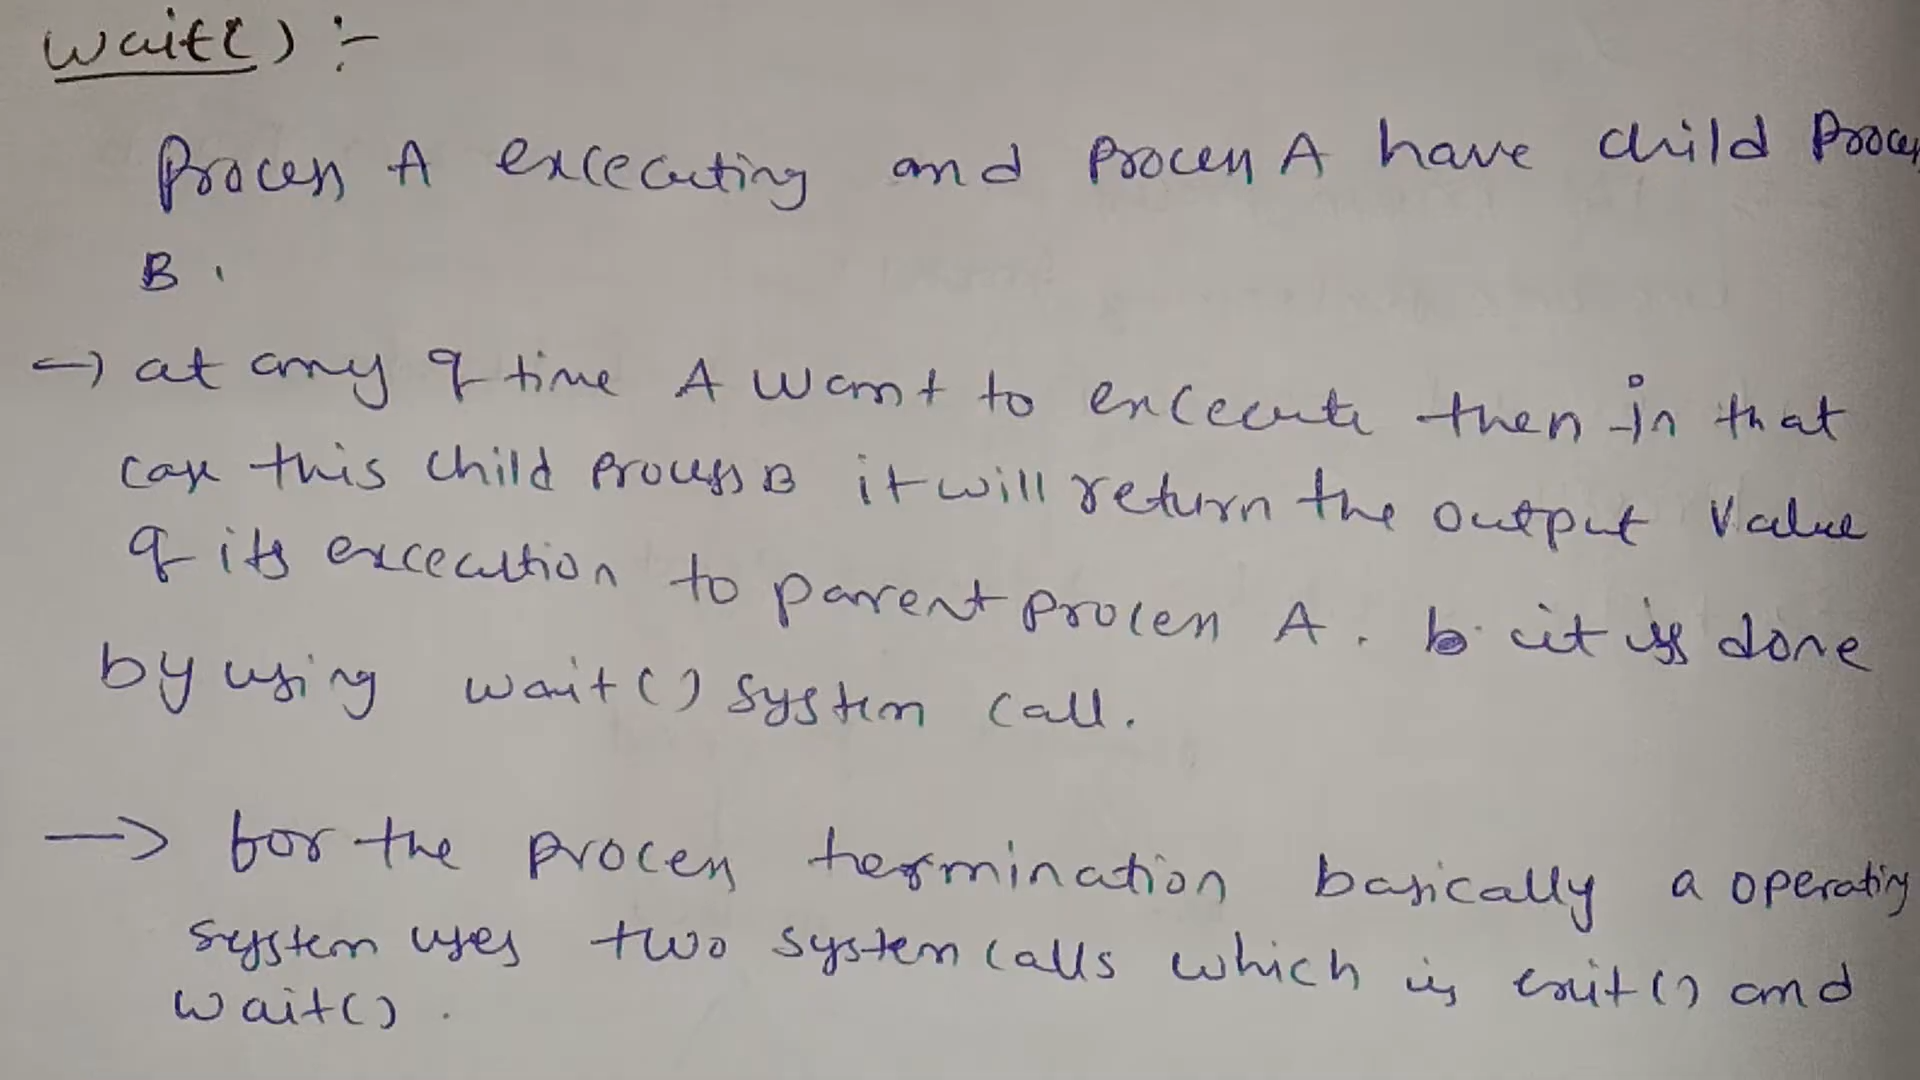 wait() :-
Process A excecuting and process A have child process
B.
→ at any of time A want to excecute then in that
case this child process B it will return the output value
of its excecution to parent process A. it is done
by using wait() system call.
→ for the process termination basically a operating
system uses two system calls which is exit() and
wait().